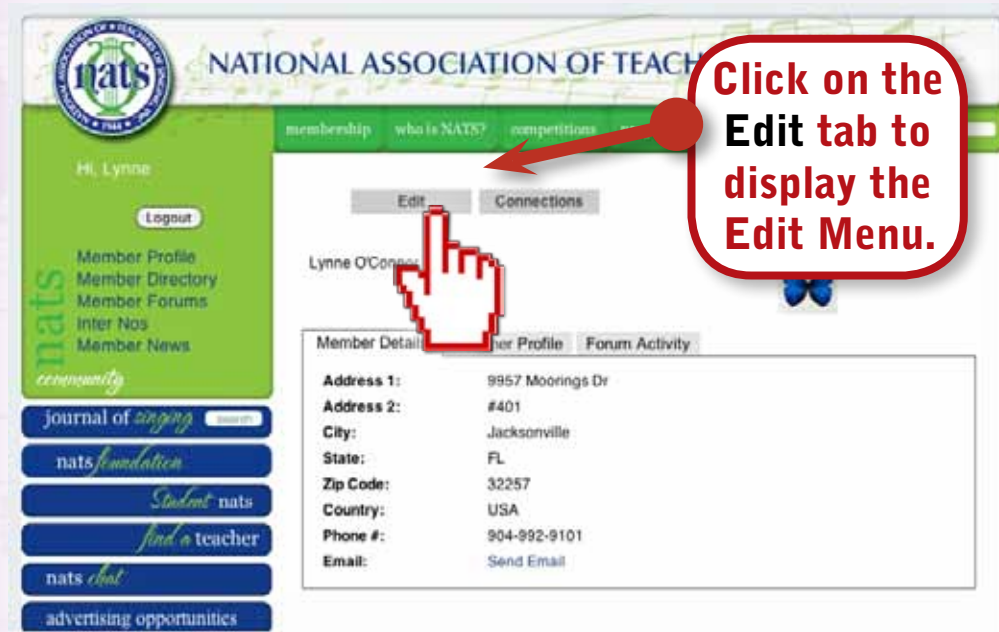 nats
NATIONAL ASSOCIATION OF TEACH
Click on the
Edit tab to
display the
Edit Menu.
membership who is NATS? competitions
Hi, Lynne
Logout
Member Profile
Member Directory
Member Forums
Inter Nos
Member News
nats
community
journal of singing search
nats foundation
Student nats
find a teacher
nats chat
advertising opportunities
Edit Connections
Lynne O'Connor
Member Details Profile Forum Activity
Address 1: 9957 Moorings Dr
Address 2: #401
City: Jacksonville
State: FL
Zip Code: 32257
Country: USA
Phone #: 904-992-9101
Email: Send Email